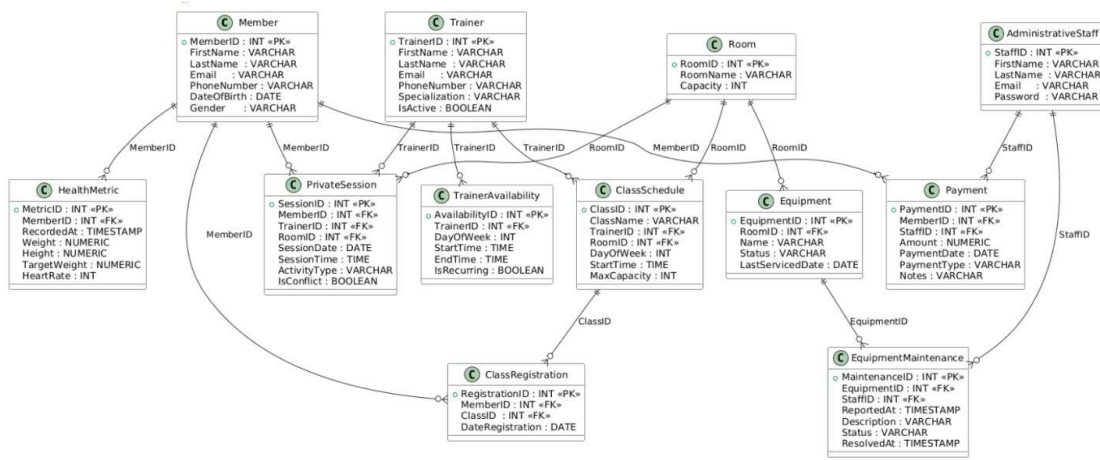 C Member
MemberID : INT «PK»
FirstName : VARCHAR
LastName : VARCHAR
Email : VARCHAR
PhoneNumber : VARCHAR
DateOfBirth : DATE
Gender : VARCHAR
C Trainer
TrainerID : INT «PK»
FirstName : VARCHAR
LastName : VARCHAR
Email : VARCHAR
PhoneNumber : VARCHAR
Specialization : VARCHAR
IsActive : BOOLEAN
C Room
RoomID : INT «PK»
RoomName : VARCHAR
Capacity : INT
C AdministrativeStaff
StaffID : INT «PK»
FirstName : VARCHAR
LastName : VARCHAR
Email : VARCHAR
Password : VARCHAR
MemberID
MemberID
TrainerID
TrainerID
TrainerID
RoomID
MemberID
RoomID
RoomID
StaffID
C HealthMetric
MetricID : INT «PK»
MemberID : INT «FK»
RecordedAt : TIMESTAMP
Weight : NUMERIC
Height : NUMERIC
TargetWeight : NUMERIC
HeartRate : INT
MemberID
C PrivateSession
SessionID : INT «PK»
MemberID : INT «FK»
TrainerID : INT «FK»
RoomID : INT «FK»
SessionDate : DATE
SessionTime : TIME
ActivityType : VARCHAR
IsConflict : BOOLEAN
C TrainerAvailability
AvailabilityID : INT «PK»
TrainerID : INT «FK»
DayOfWeek : INT
StartTime : TIME
EndTime : TIME
IsRecurring : BOOLEAN
C ClassSchedule
ClassID : INT «PK»
ClassName : VARCHAR
TrainerID : INT «FK»
RoomID : INT «FK»
DayOfWeek : INT
StartTime : TIME
MaxCapacity : INT
C Equipment
EquipmentID : INT «PK»
RoomID : INT «FK»
Name : VARCHAR
Status : VARCHAR
LastServicedDate : DATE
C Payment
PaymentID : INT «PK»
MemberID : INT «FK»
StaffID : INT «FK»
Amount : NUMERIC
PaymentDate : DATE
PaymentType : VARCHAR
Notes : VARCHAR
StaffID
ClassID
EquipmentID
C ClassRegistration
RegistrationID : INT «PK»
MemberID : INT «FK»
ClassID : INT «FK»
DateRegistration : DATE
C EquipmentMaintenance
MaintenanceID : INT «PK»
EquipmentID : INT «FK»
StaffID : INT «FK»
ReportedAt : TIMESTAMP
Description : VARCHAR
Status : VARCHAR
ResolvedAt : TIMESTAMP